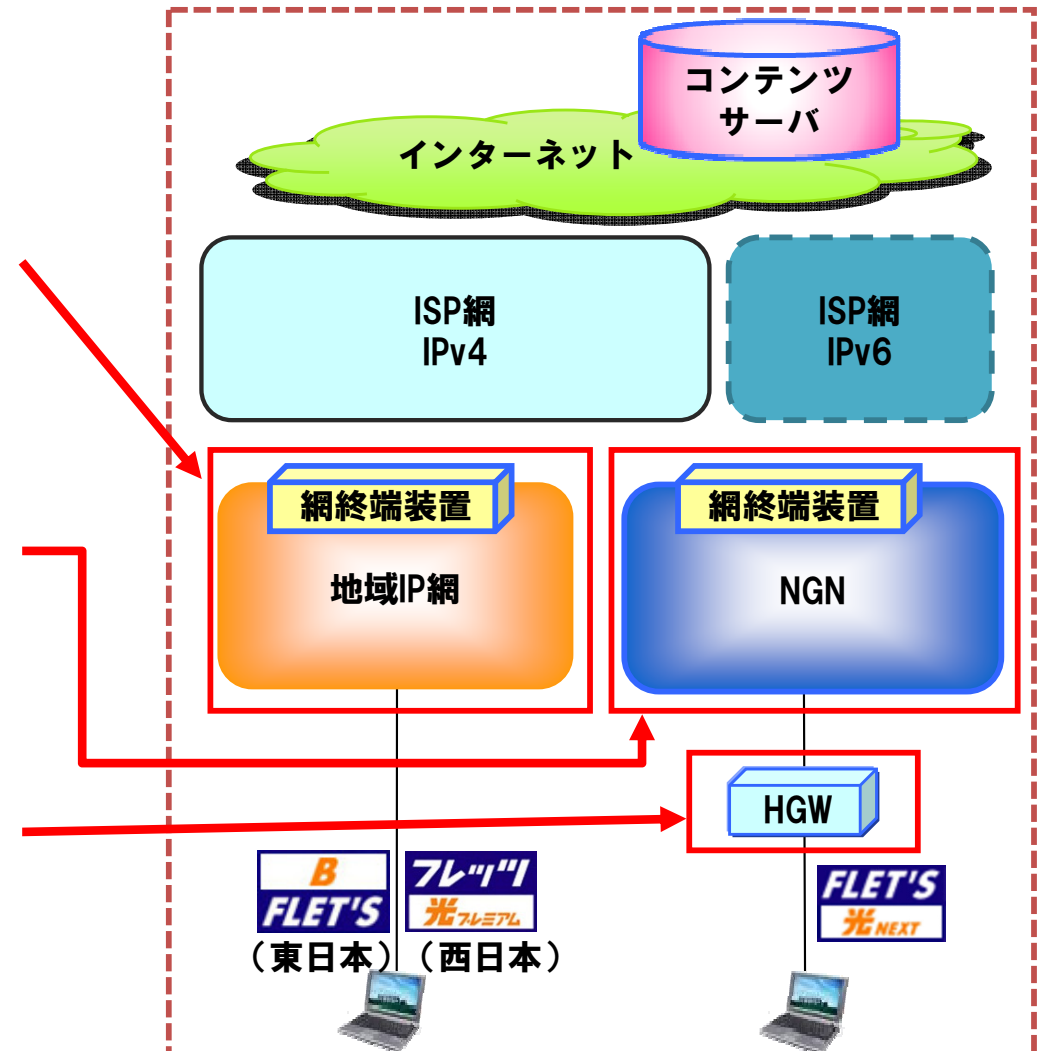 コンテンツ
サーバ
インターネット
ISP網
IPv4
ISP網
IPv6
網終端装置
網終端装置
地域IP網
NGN
HGW
B
FLET'S
フレッツ
光プレミアム
FLET'S
光NEXT
(東日本)
(西日本)